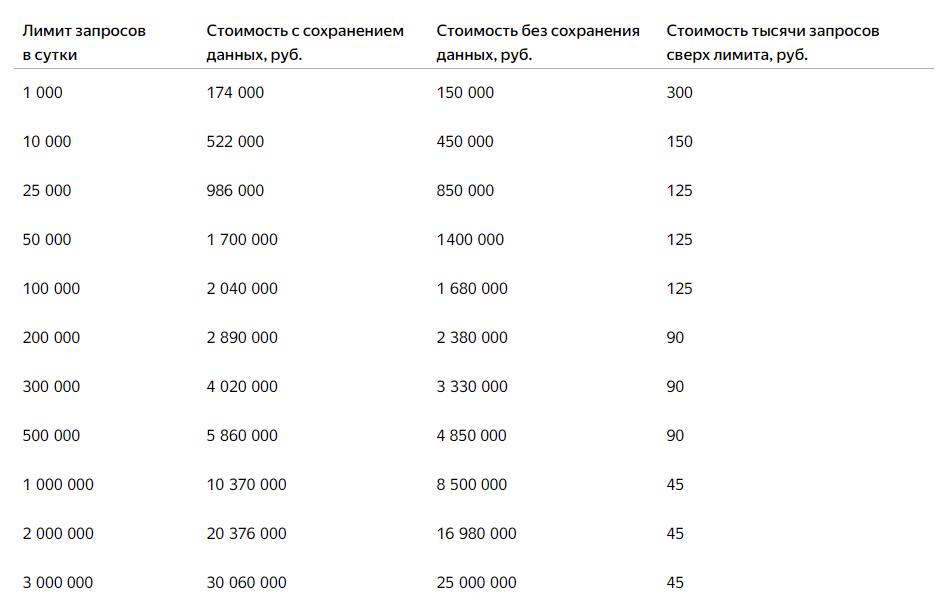 Лимит запросов Стоимость с сохранением Стоимость без сохранения Стоимость тысячи запросов
в сутки данных, руб. данных, руб. сверх лимита, руб.
1 000 174 000 150 000 300
10 000 522 000 450 000 150
25 000 986 000 850 000 125
50 000 1 700 000 1400 000 125
100 000 2 040 000 1 680 000 125
200 000 2 890 000 2 380 000 90
300 000 4 020 000 3 330 000 90
500 000 5 860 000 4 850 000 90
1 000 000 10 370 000 8 500 000 45
2 000 000 20 376 000 16 980 000 45
3 000 000 30 060 000 25 000 000 45